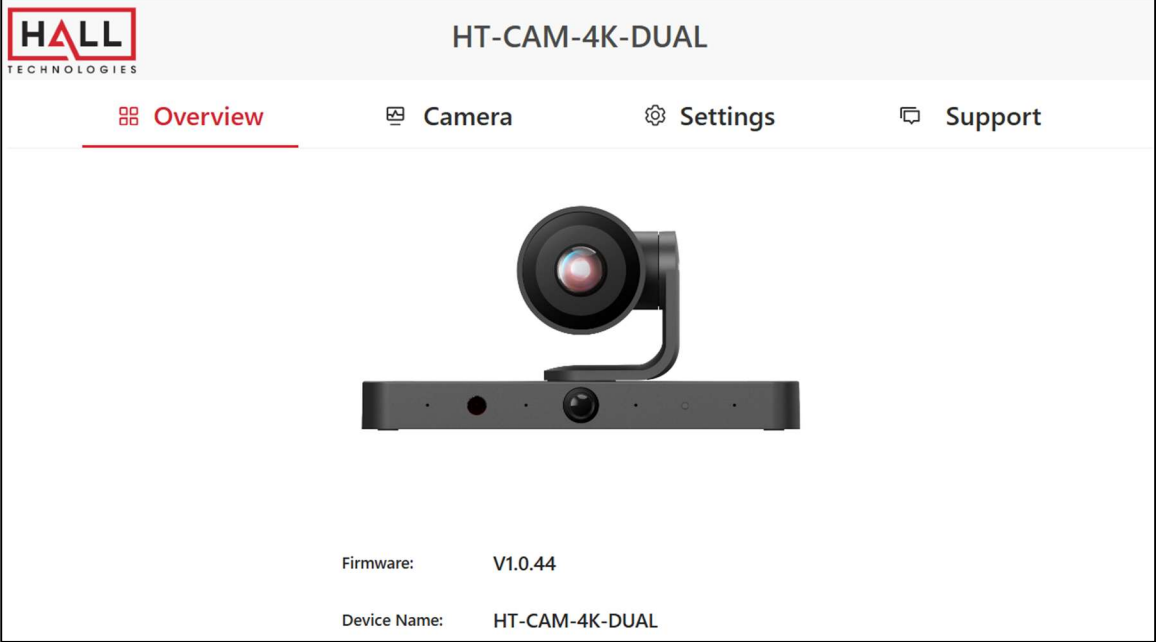 HALL
TECHNOLOGIES
HT-CAM-4K-DUAL
Overview Camera Settings Support
Firmware: V1.0.44
Device Name: HT-CAM-4K-DUAL